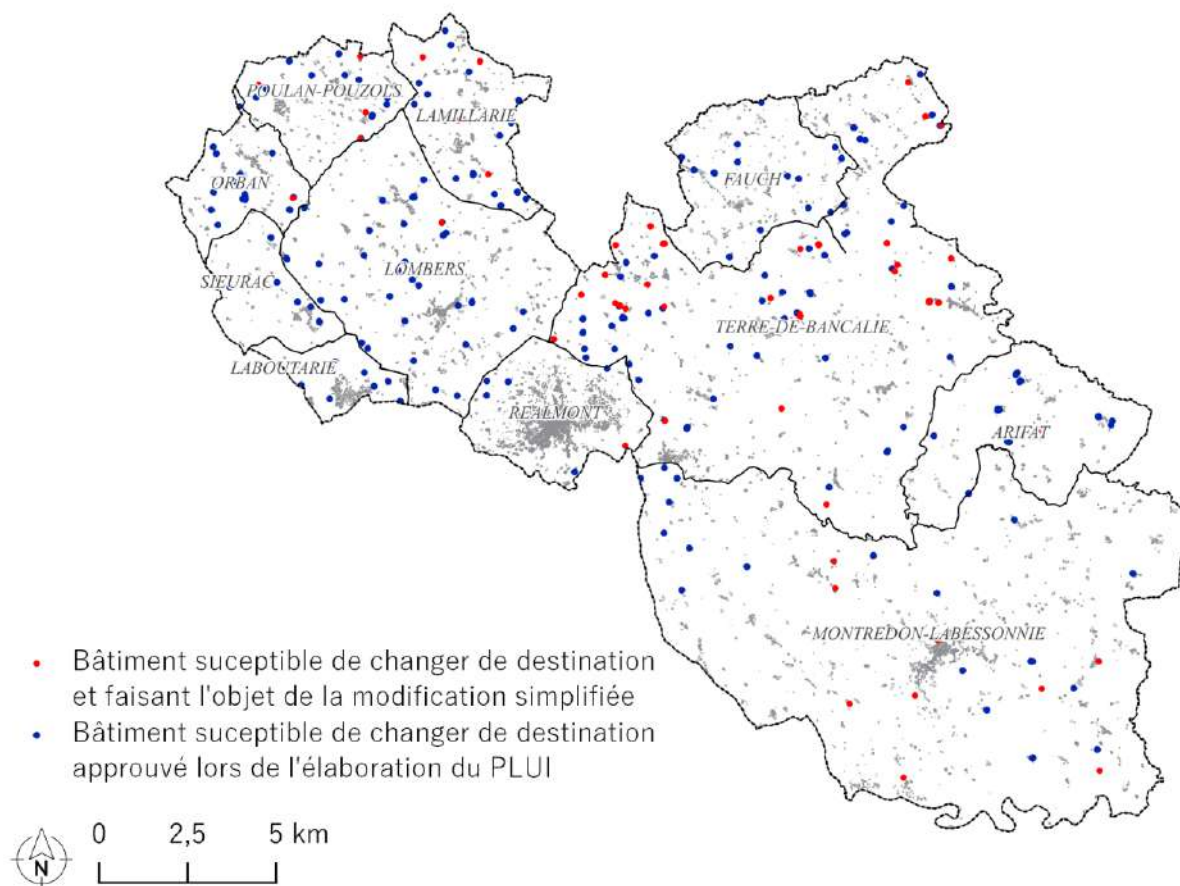 POULAN-POUZOLS
LAMILLARIE
ORBAN
FAUCH
SIEURAC
LOMBERS
TERRE-DE-BANCALIE
LABOUTARIE
REALMONT
ARIFAT
MONTREDON-LABESSONNIE
Bâtiment suceptible de changer de destination
et faisant l'objet de la modification simplifiée
Bâtiment suceptible de changer de destination
approuvé lors de l'élaboration du PLUI
N
0 2,5 5 km